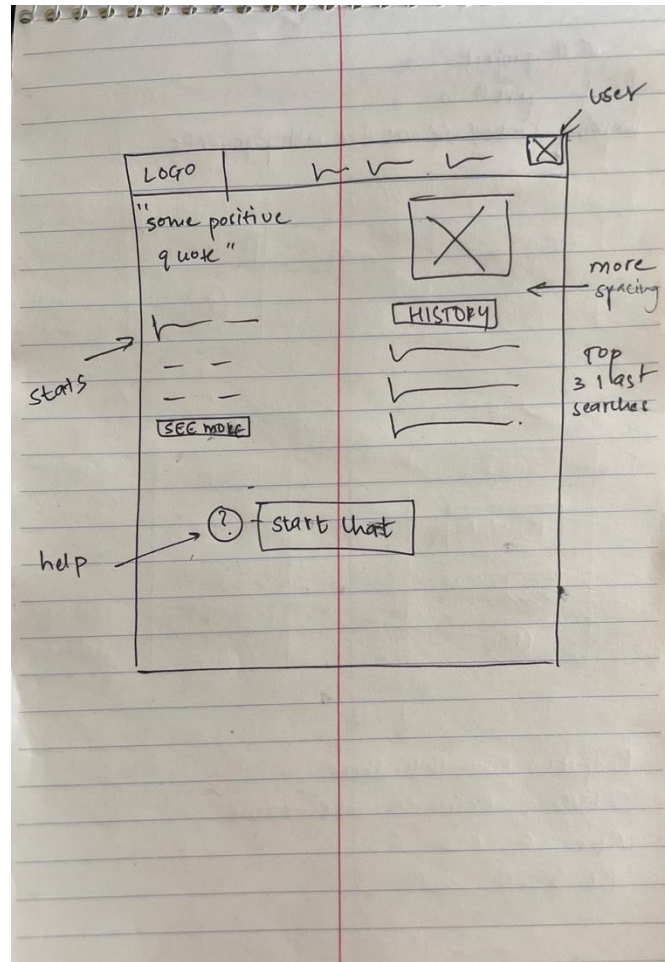 user
LOGO
"some positive
quote"
more
spacing
HISTORY
stats
Top
3 last
searches
SEE MORE
?
start chat
help